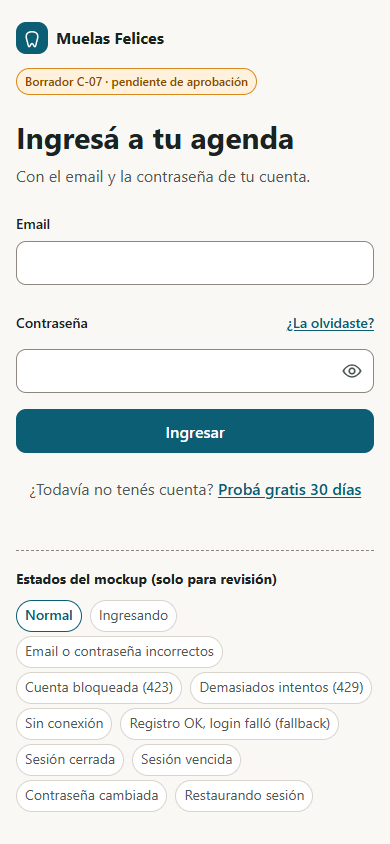 Muelas Felices
Borrador C-07 · pendiente de aprobación
Ingresá a tu agenda
Con el email y la contraseña de tu cuenta.
Email
Contraseña ¿La olvidaste?
Ingresar
¿Todavía no tenés cuenta? Probá gratis 30 días
Estados del mockup (solo para revisión)
Normal Ingresando
Email o contraseña incorrectos
Cuenta bloqueada (423) Demasiados intentos (429)
Sin conexión Registro OK, login falló (fallback)
Sesión cerrada Sesión vencida
Contraseña cambiada Restaurando sesión